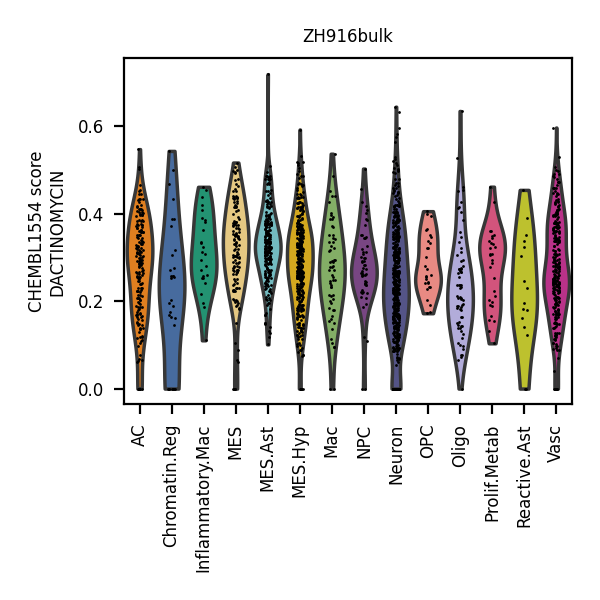 ZH916bulk
CHEMBL1554 score
DACTINOMYCIN
0.6
0.4
0.2
0.0
AC
Chromatin.Reg
Inflammatory.Mac
MES
MES.Ast
MES.Hyp
Mac
NPC
Neuron
OPC
Oligo
Prolif.Metab
Reactive.Ast
Vasc